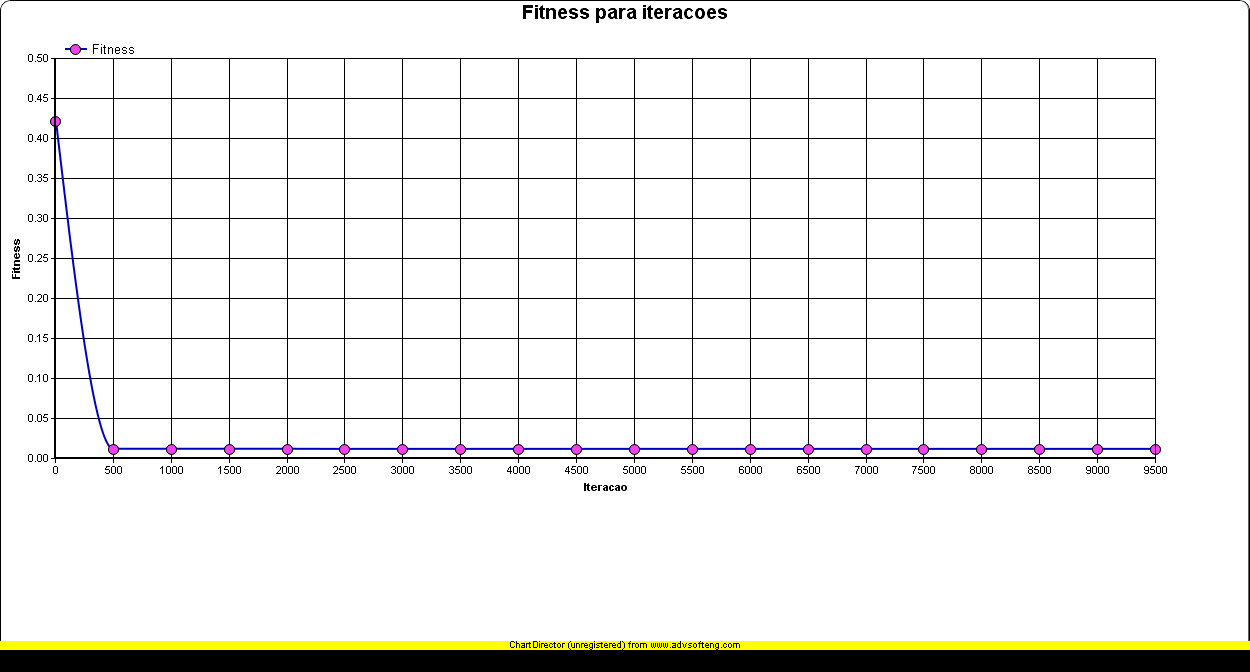 Fitness para iteracoes
Fitness
0.50
0.45
0.40
0.35
0.30
0.25
0.20
0.15
0.10
0.05
0.00
Fitness
0 500 1000 1500 2000 2500 3000 3500 4000 4500 5000 5500 6000 6500 7000 7500 8000 8500 9000 9500
Iteracao
ChartDirector (unregistered) from www.advsofteng.com